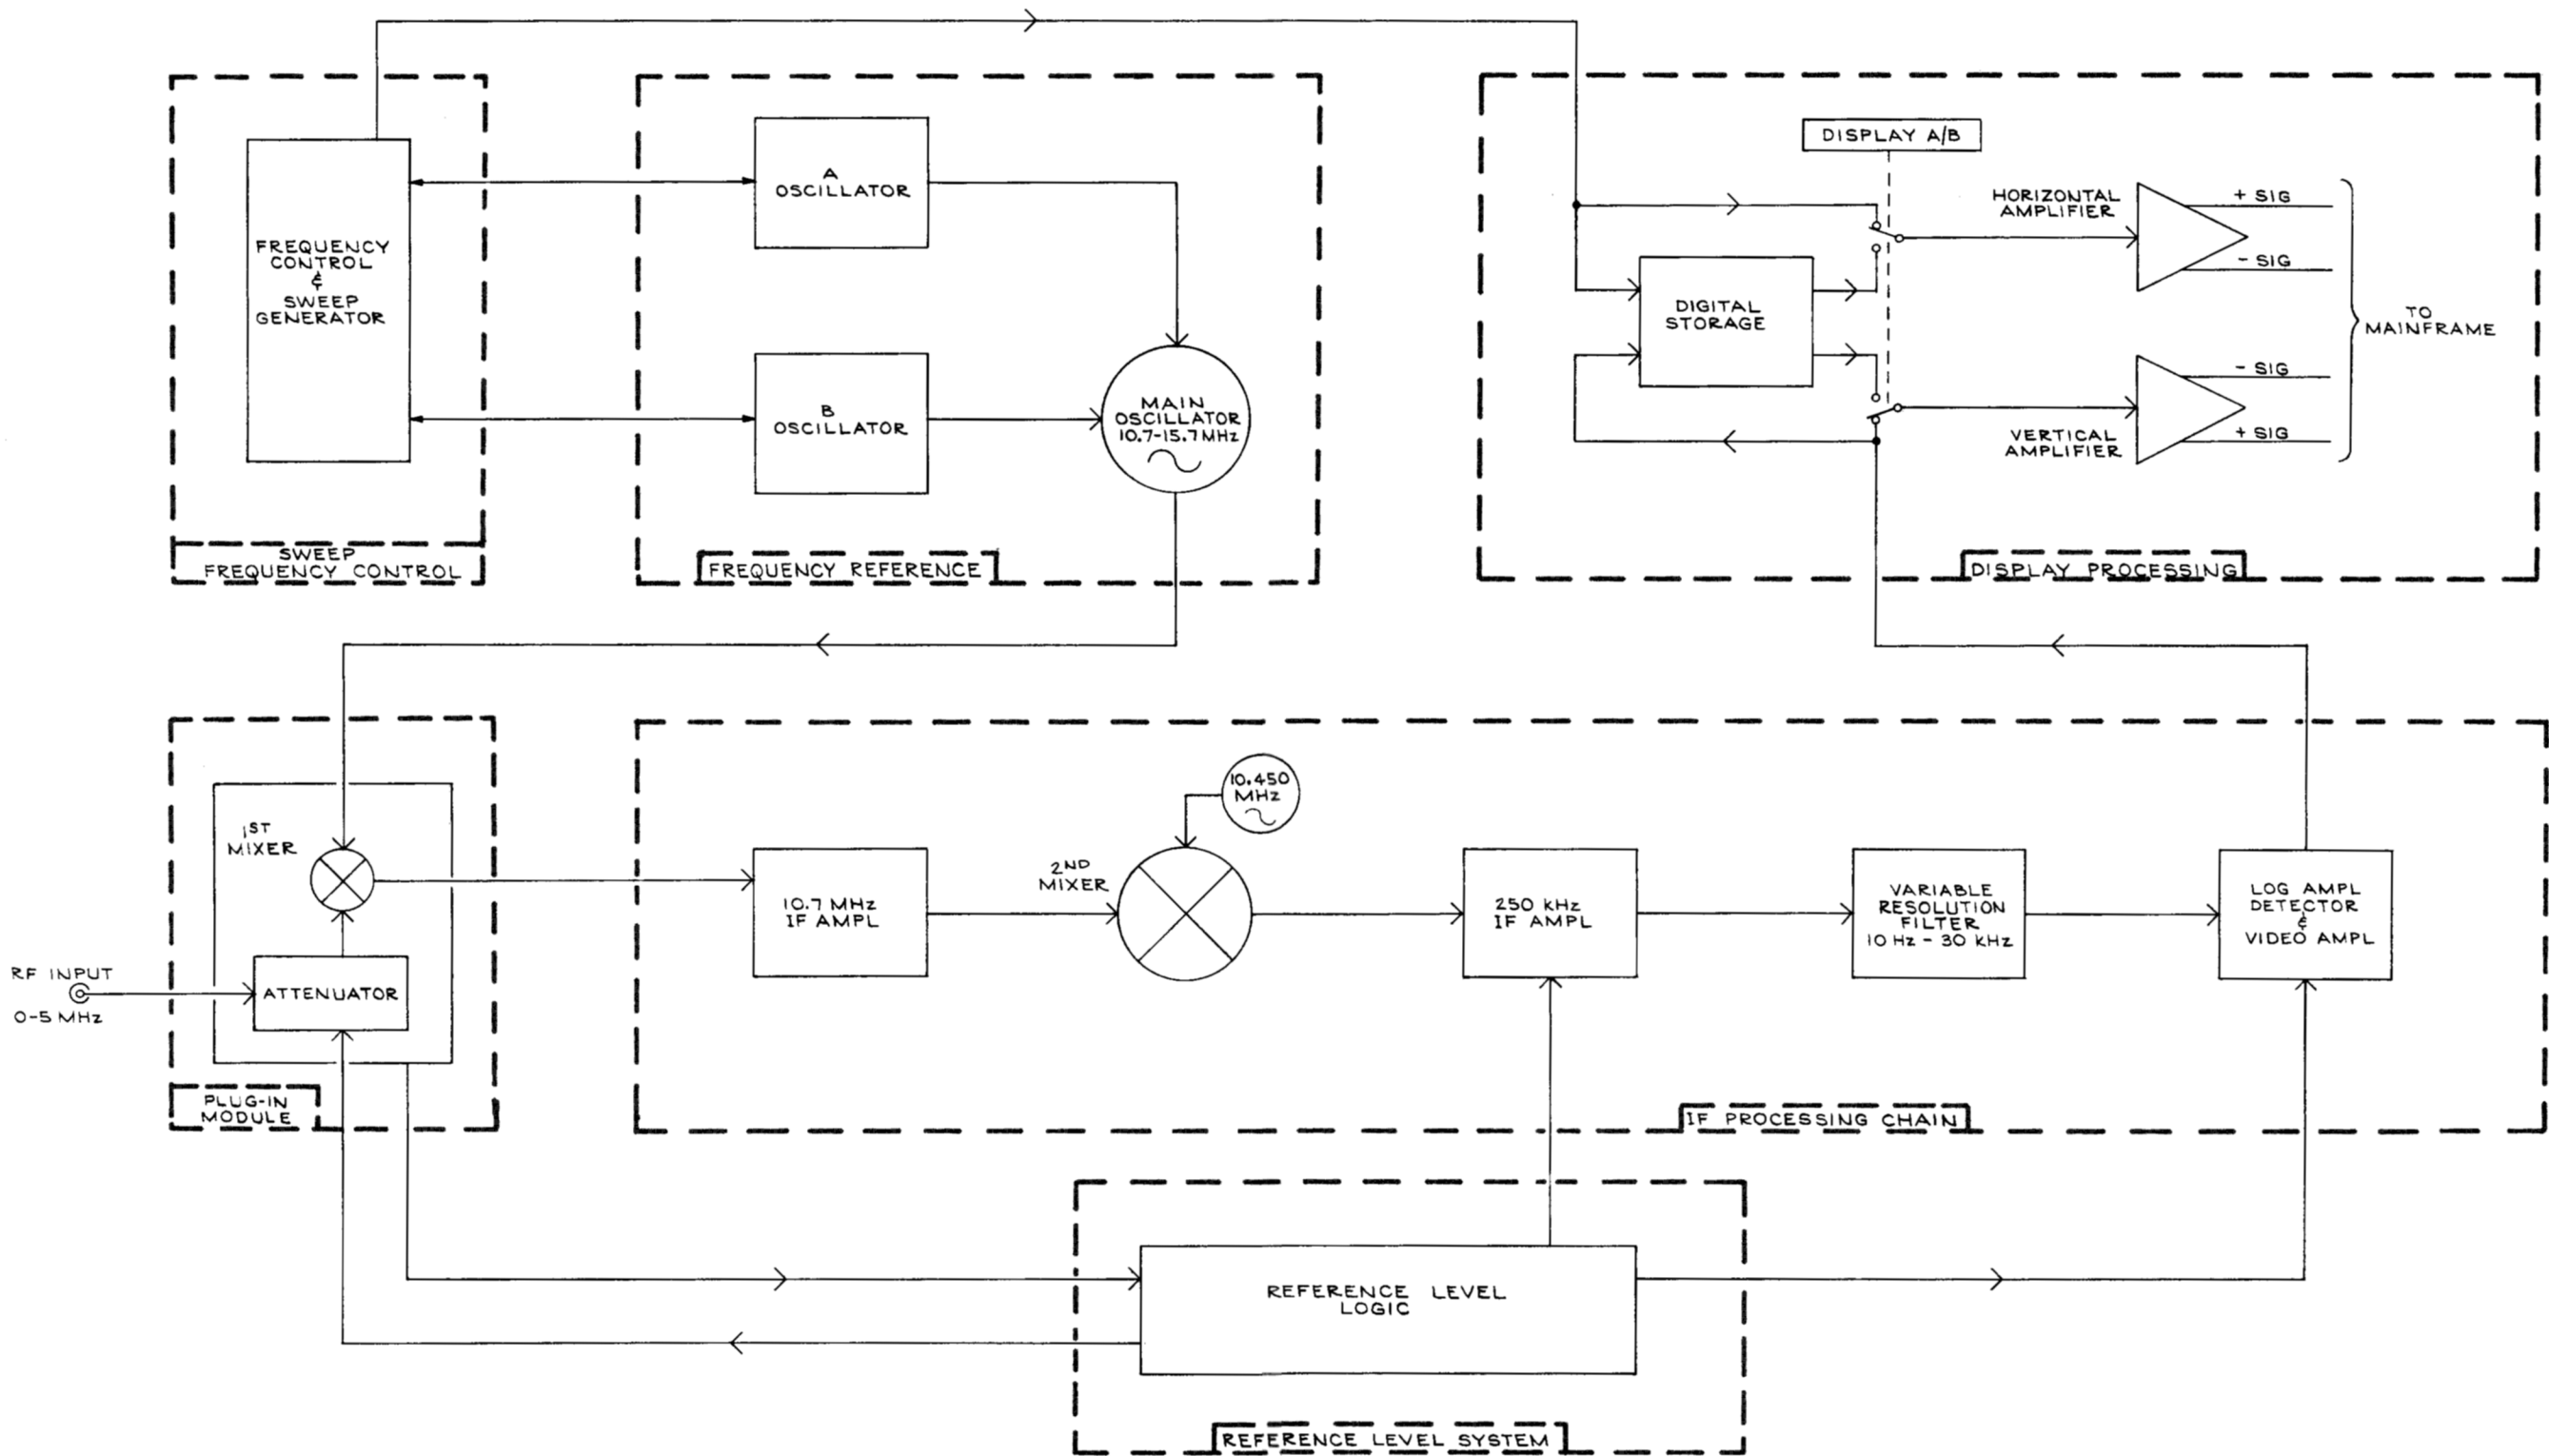 DISPLAY A/B
FREQUENCY
CONTROL
&
SWEEP
GENERATOR
A
OSCILLATOR
B
OSCILLATOR
MAIN
OSCILLATOR
10.7-15.7 MHz
SWEEP
FREQUENCY CONTROL
FREQUENCY REFERENCE
DIGITAL
STORAGE
HORIZONTAL
AMPLIFIER
+ SIG
- SIG
TO
MAINFRAME
- SIG
VERTICAL
AMPLIFIER
+ SIG
DISPLAY PROCESSING
1ST
MIXER
RF INPUT
0-5 MHz
ATTENUATOR
PLUG-IN
MODULE
10.7 MHz
IF AMPL
2ND
MIXER
10.450
MHz
250 kHz
IF AMPL
VARIABLE
RESOLUTION
FILTER
10 Hz - 30 kHz
LOG AMPL
DETECTOR
&
VIDEO AMPL
IF PROCESSING CHAIN
REFERENCE LEVEL
LOGIC
REFERENCE LEVEL SYSTEM